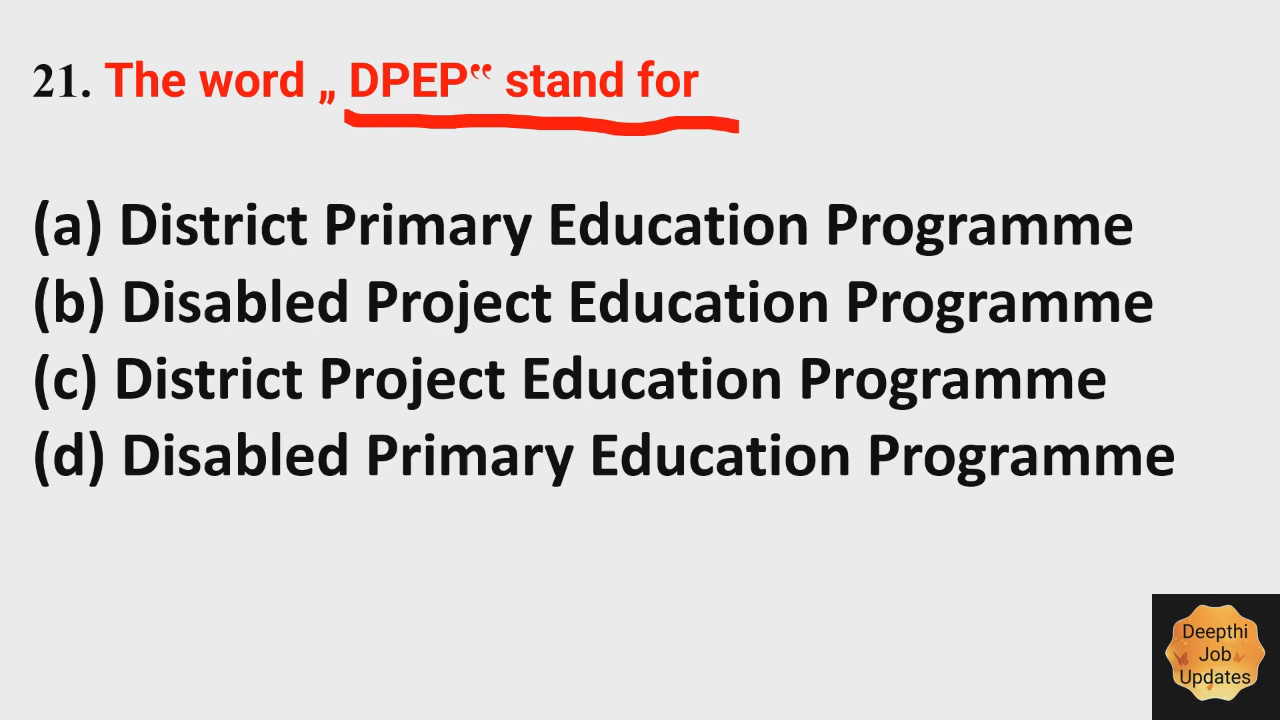 21. The word „ DPEP‟ stand for
(a) District Primary Education Programme
(b) Disabled Project Education Programme
(c) District Project Education Programme
(d) Disabled Primary Education Programme
Deepthi
Job
Updates